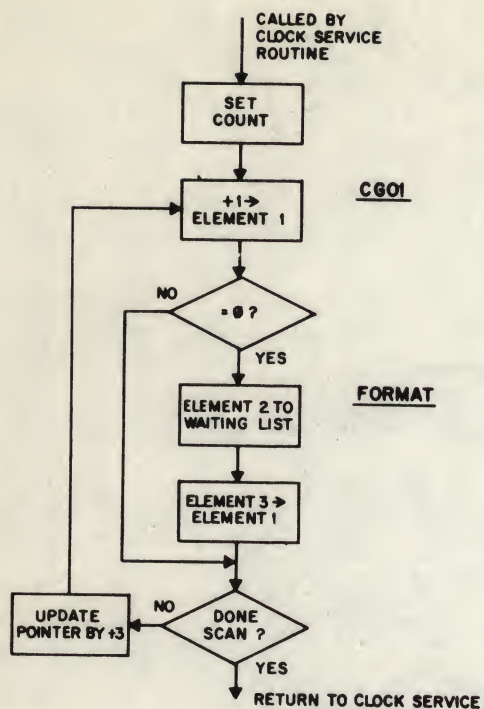 CALLED BY
CLOCK SERVICE
ROUTINE
SET
COUNT
+1→
ELEMENT 1
CG01
NO
= Ø ?
YES
ELEMENT 2 TO
WAITING LIST
FORMAT
ELEMENT 3→
ELEMENT 1
UPDATE
POINTER BY +3
NO
DONE
SCAN ?
YES
RETURN TO CLOCK SERVICE